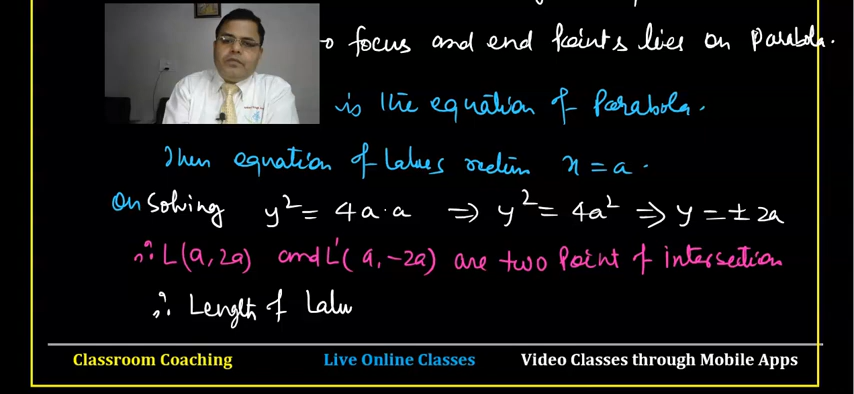 focus and end points lies on Parabola.
is the equation of Parabola.
Then equation of Latus rectum x = a.
On Solving y² = 4a·a ⇒ y² = 4a² ⇒ y = ± 2a
∴ L(a, 2a) and L'(a, -2a) are two Point of intersection
∴ Length of Latu
Classroom Coaching Live Online Classes Video Classes through Mobile Apps